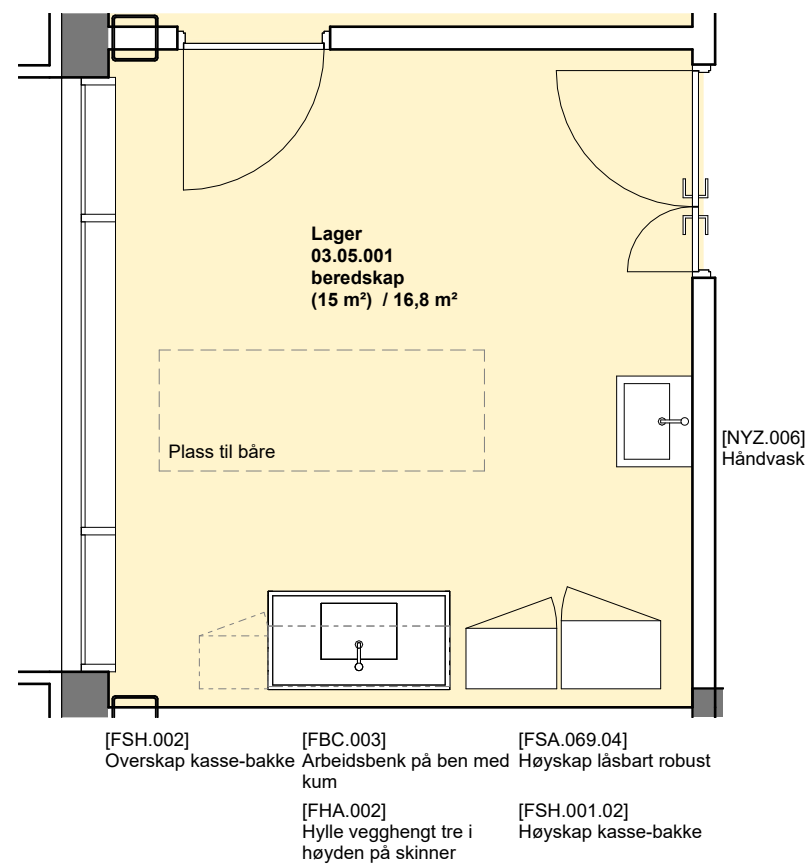 Lager
03.05.001
beredskap
(15 m²) / 16,8 m²
Plass til båre
[NYZ.006]
Håndvask
[FSH.002]
Overskap kasse-bakke
[FBC.003]
Arbeidsbenk på ben med
kum
[FSA.069.04]
Høyskap låsbart robust
[FHA.002]
Hylle vegghengt tre i
høyden på skinner
[FSH.001.02]
Høyskap kasse-bakke